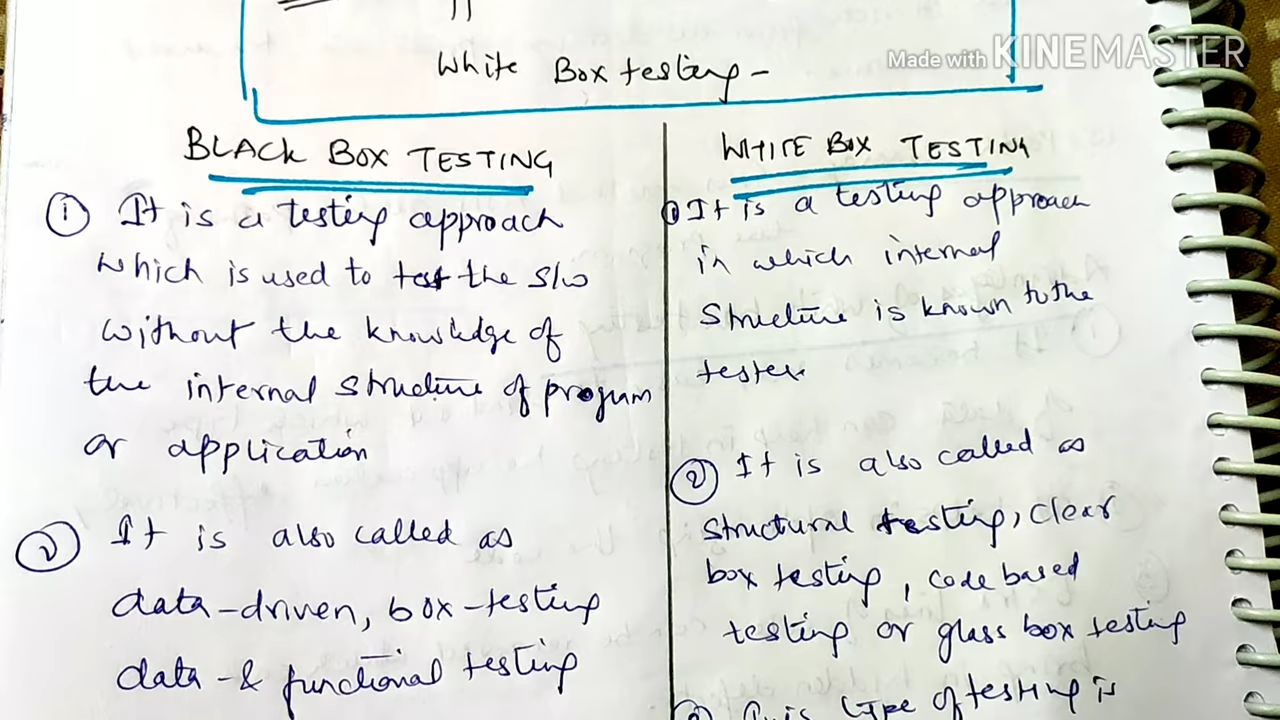 Made with KINEMASTER
White Box testing -
BLACK BOX TESTING
① It is a testing approach
which is used to test the s/w
without the knowledge of
the internal structure of program
or application
② It is also called as
data-driven, box-testing
data-& functional testing
WHITE BOX TESTING
① It is a testing approach
in which internal
structure is known to the
tester
② It is also called as
structural testing, clear
box testing, code based
testing or glass box testing
type of testing is